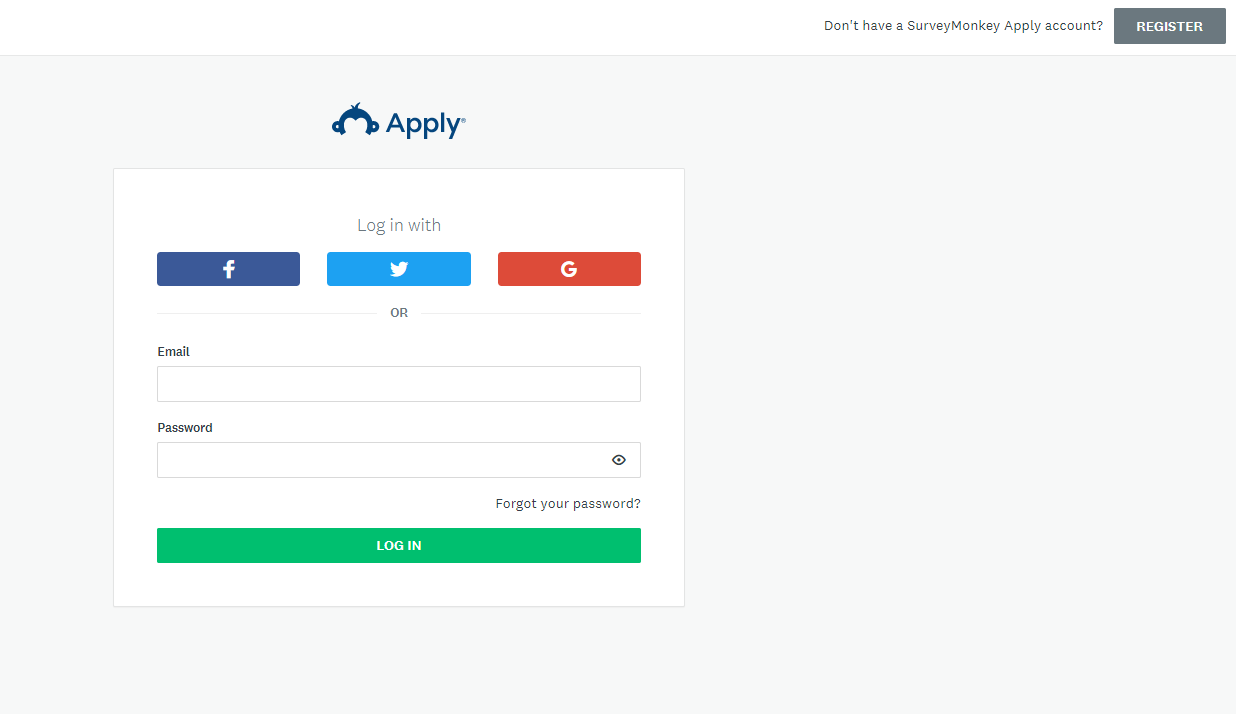 Don't have a SurveyMonkey Apply account? REGISTER
Apply®
Log in with
OR
Email
Password
Forgot your password?
LOG IN